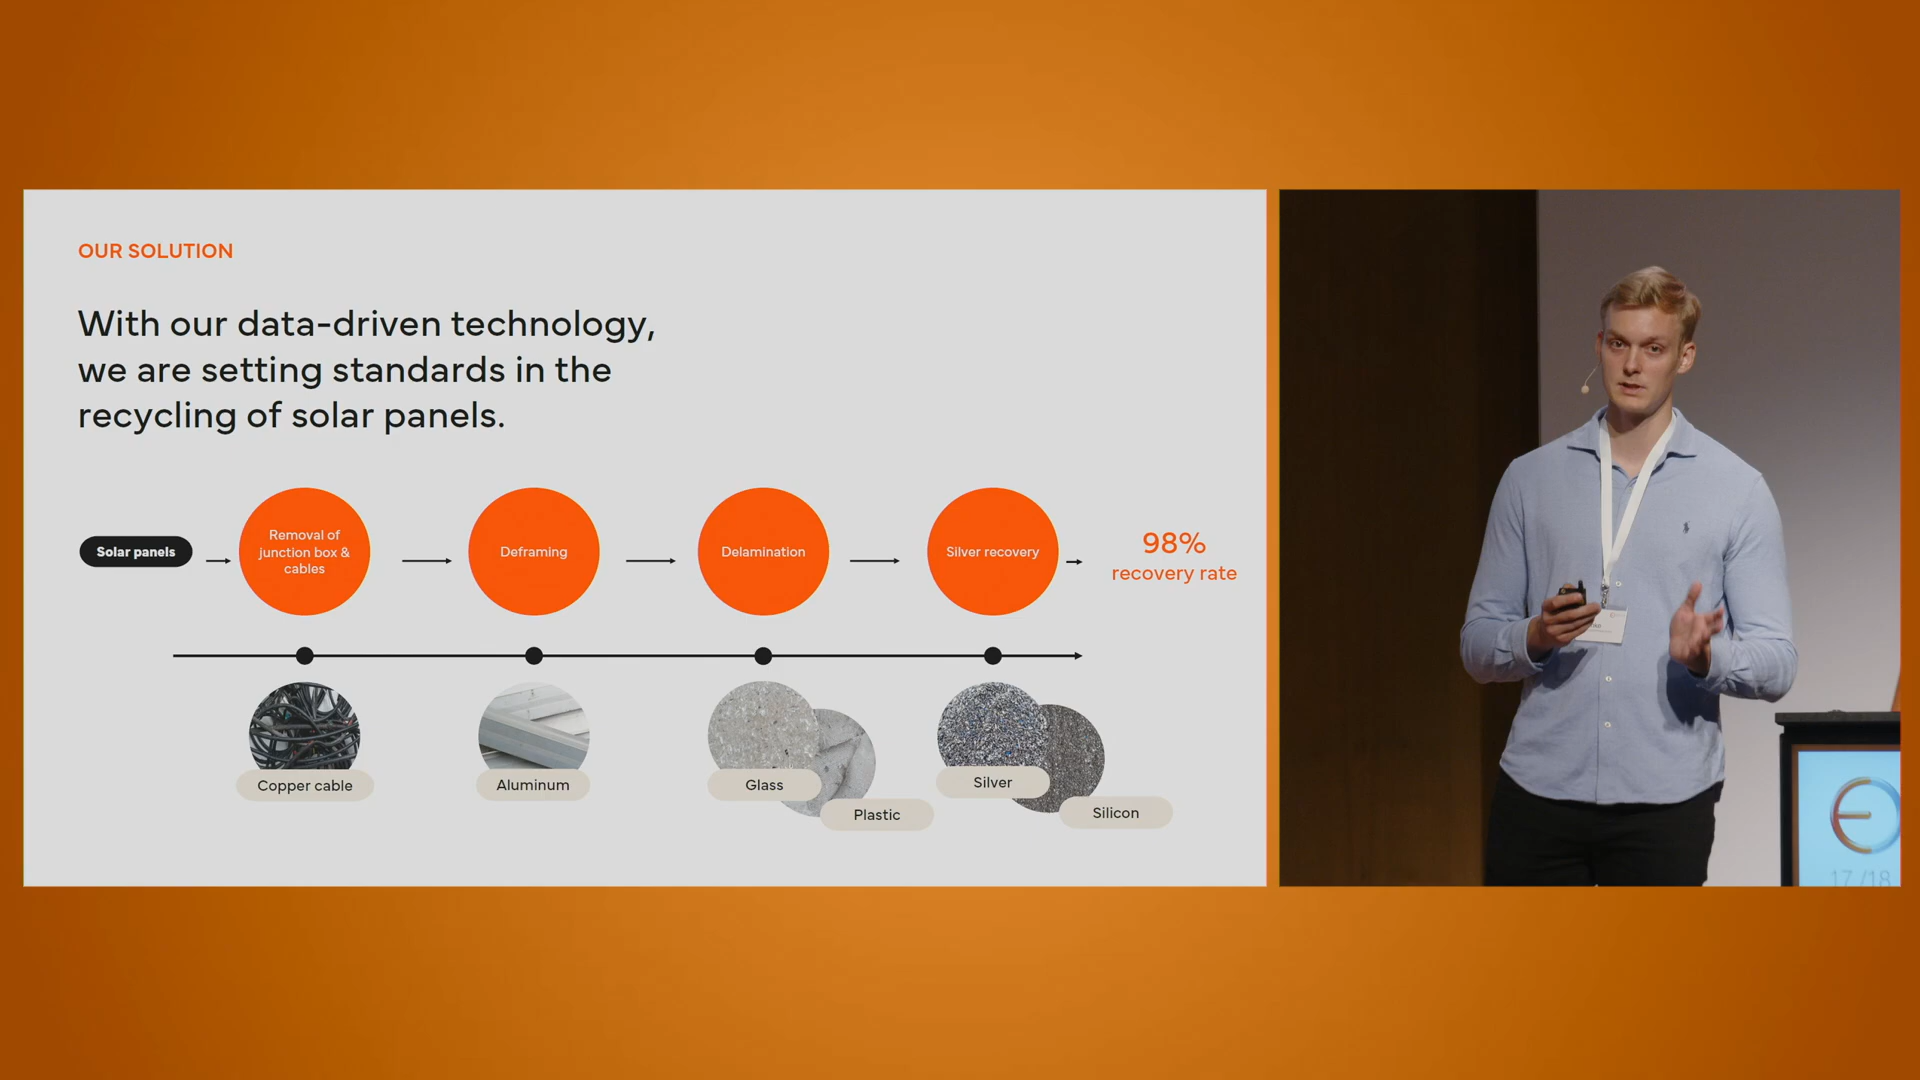 OUR SOLUTION
With our data-driven technology,
we are setting standards in the
recycling of solar panels.
Solar panels
Removal of
junction box &
cables
Deframing
Delamination
Silver recovery
98%
recovery rate
Copper cable
Aluminum
Glass
Plastic
Silver
Silicon
17/18